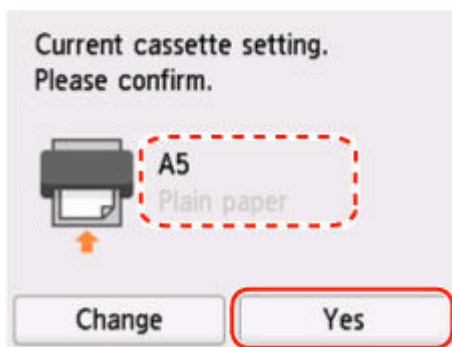 Current cassette setting.
Please confirm.
A5
Plain paper
Change
Yes